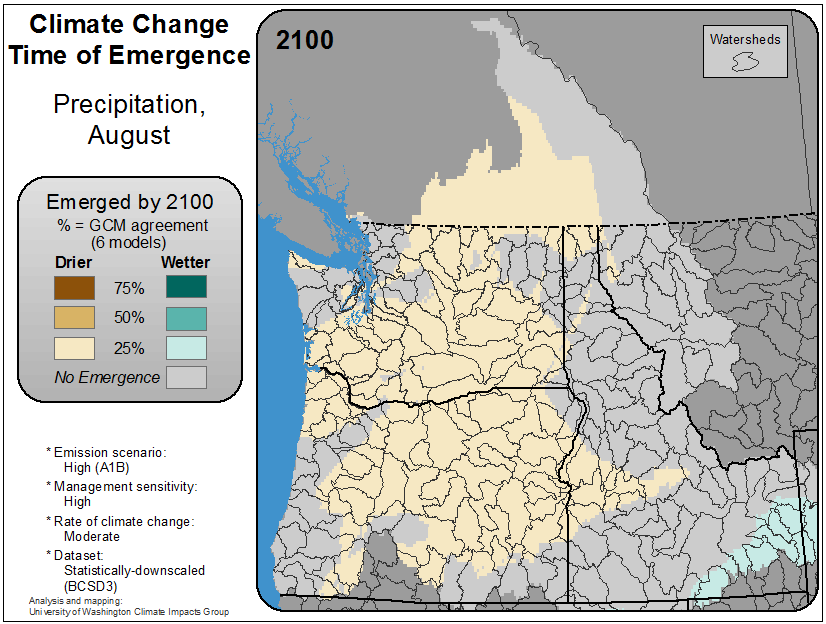 Climate Change
Time of Emergence
Precipitation,
August
Emerged by 2100
% = GCM agreement
(6 models)
Drier Wetter
75%
50%
25%
No Emergence
* Emission scenario:
High (A1B)
* Management sensitivity:
High
* Rate of climate change:
Moderate
* Dataset:
Statistically-downscaled
(BCSD3)
Analysis and mapping:
University of Washington Climate Impacts Group
2100
Watersheds